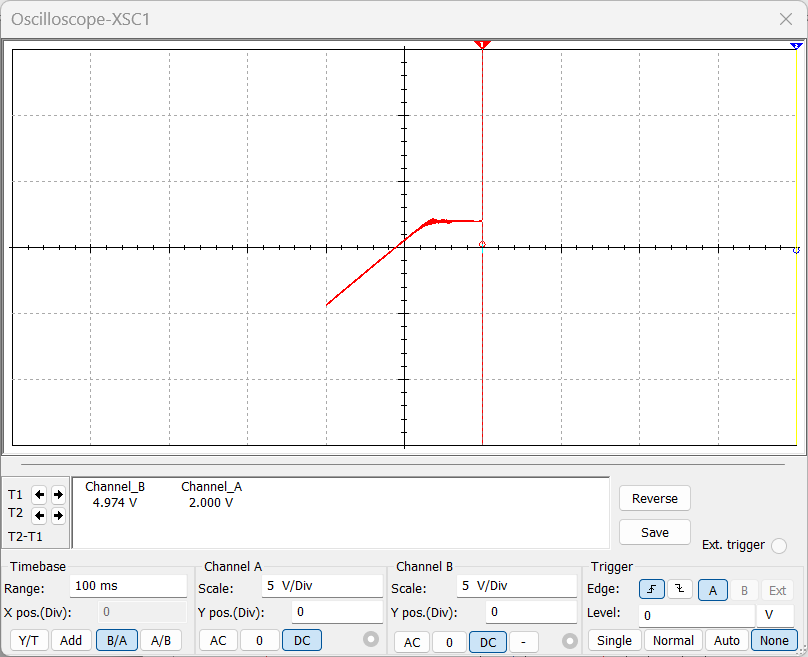 Oscilloscope-XSC1
T1
T2
T2-T1
Channel_B Channel_A
4.974 V 2.000 V
Reverse
Save
Ext. trigger
Timebase
Range: 100 ms
X pos.(Div): 0
Y/T Add B/A A/B
Channel A
Scale: 5 V/Div
Y pos.(Div): 0
AC 0 DC
Channel B
Scale: 5 V/Div
Y pos.(Div): 0
AC 0 DC -
Trigger
Edge: A B Ext
Level: 0 V
Single Normal Auto None